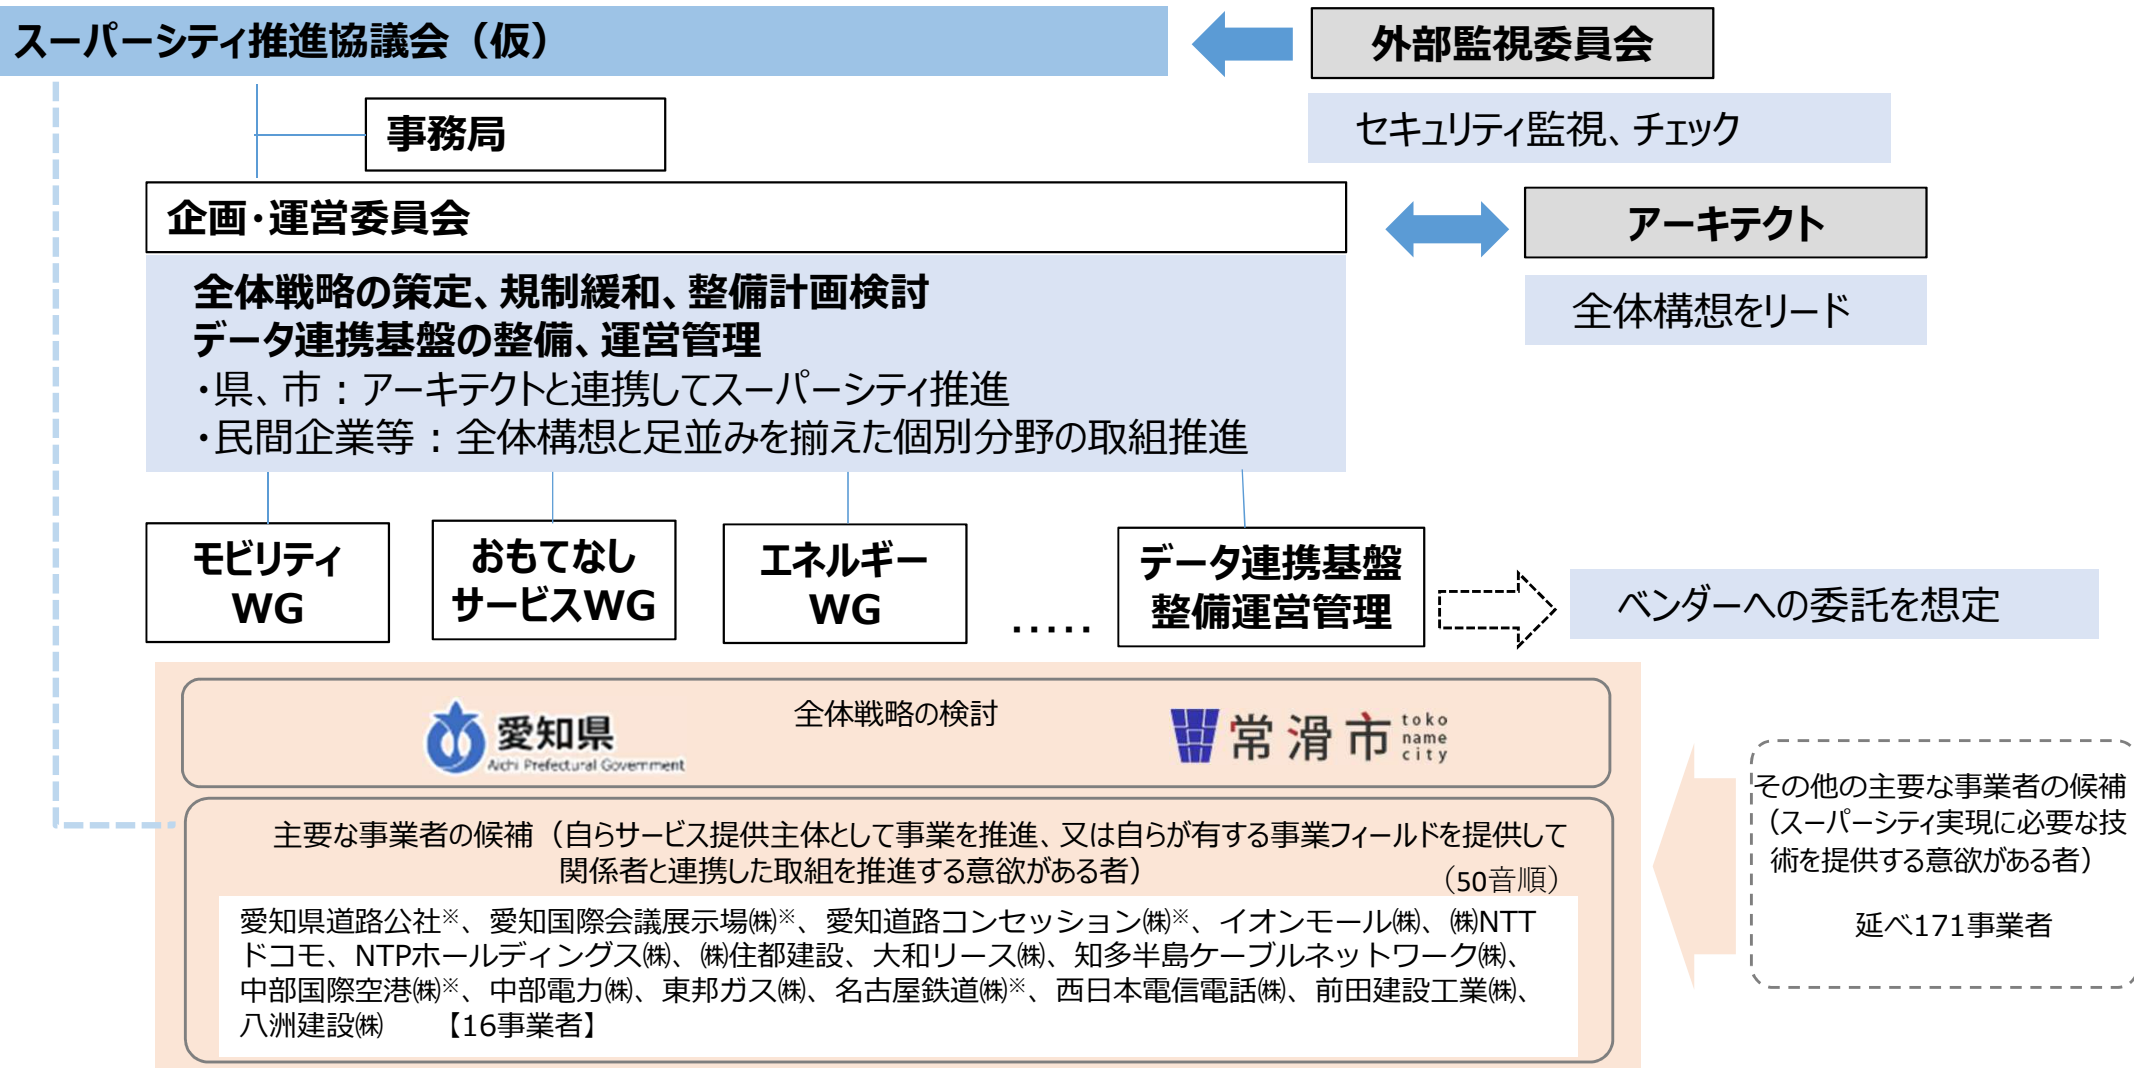 スーパーシティ推進協議会（仮）
外部監視委員会
セキュリティ監視、チェック
事務局
企画・運営委員会
アーキテクト
全体構想をリード
全体戦略の策定、規制緩和、整備計画検討
データ連携基盤の整備、運営管理
・県、市：アーキテクトと連携してスーパーシティ推進
・民間企業等：全体構想と足並みを揃えた個別分野の取組推進
モビリティ
WG
おもてなし
サービスWG
エネルギー
WG
.....
データ連携基盤
整備運営管理
ベンダーへの委託を想定
全体戦略の検討
愛知県
Aichi Prefectural Government
常滑市
toko
name
city
主要な事業者の候補（自らサービス提供主体として事業を推進、又は自らが有する事業フィールドを提供して
関係者と連携した取組を推進する意欲がある者）
（50音順）
愛知県道路公社※、愛知国際会議展示場㈱※、愛知道路コンセッション㈱※、イオンモール㈱、㈱NTT
ドコモ、NTPホールディングス㈱、㈱住都建設、大和リース㈱、知多半島ケーブルネットワーク㈱、
中部国際空港㈱※、中部電力㈱、東邦ガス㈱、名古屋鉄道㈱※、西日本電信電話㈱、前田建設工業㈱、
八洲建設㈱　【16事業者】
その他の主要な事業者の候補
（スーパーシティ実現に必要な技
術を提供する意欲がある者）
延べ171事業者